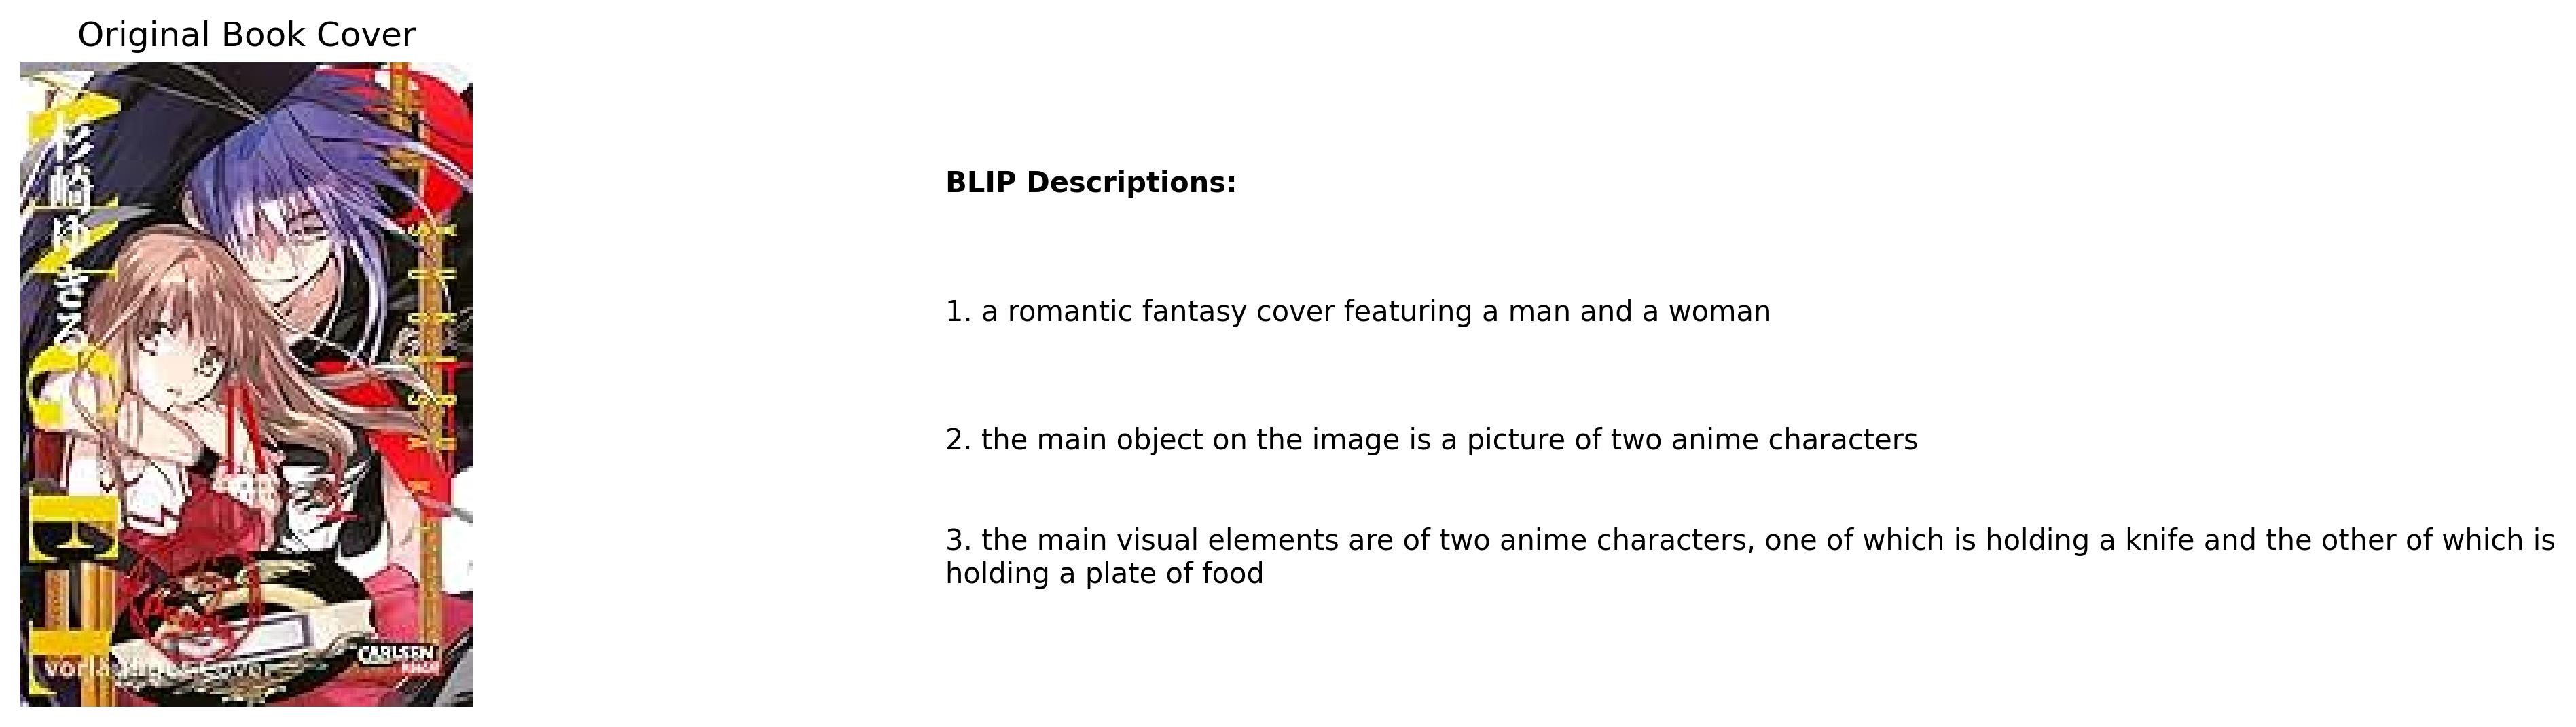 Original Book Cover
杉崎ゆきる
CARLSEN
MANGA!
vorläufiges Cover
BLIP Descriptions:
1. a romantic fantasy cover featuring a man and a woman
2. the main object on the image is a picture of two anime characters
3. the main visual elements are of two anime characters, one of which is holding a knife and the other of which is
holding a plate of food